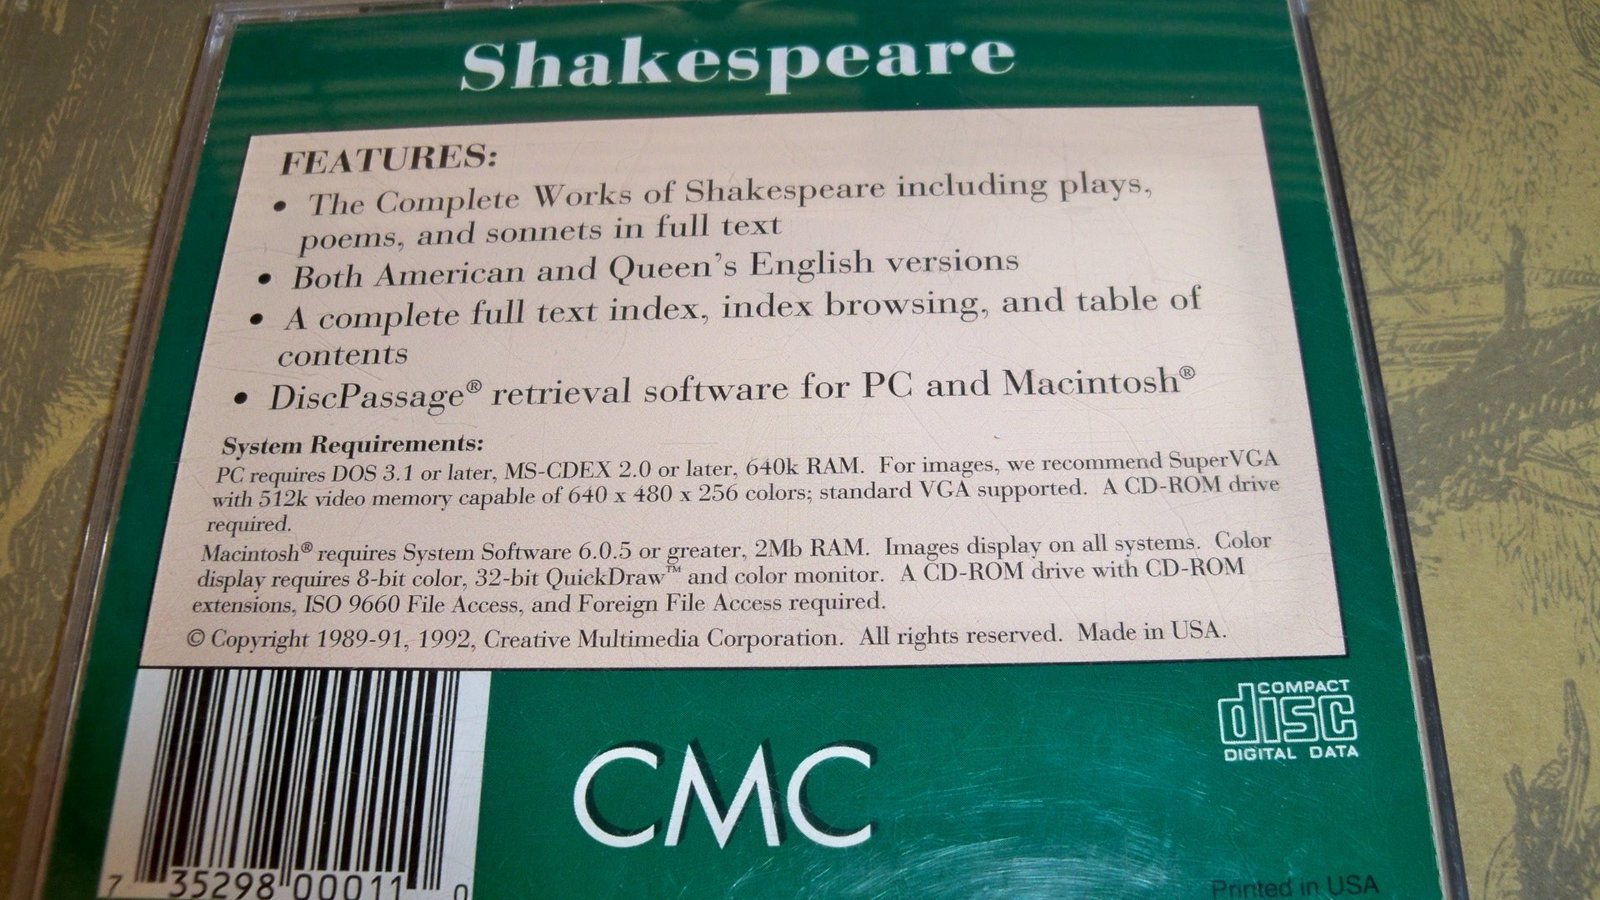 Shakespeare
FEATURES:
• The Complete Works of Shakespeare including plays,
poems, and sonnets in full text
• Both American and Queen's English versions
• A complete full text index, index browsing, and table of
contents
• DiscPassage® retrieval software for PC and Macintosh®
System Requirements:
PC requires DOS 3.1 or later, MS-CDEX 2.0 or later, 640k RAM. For images, we recommend SuperVGA
with 512k video memory capable of 640 x 480 x 256 colors; standard VGA supported. A CD-ROM drive
required.
Macintosh® requires System Software 6.0.5 or greater, 2Mb RAM. Images display on all systems. Color
display requires 8-bit color, 32-bit QuickDraw™ and color monitor. A CD-ROM drive with CD-ROM
extensions, ISO 9660 File Access, and Foreign File Access required.
© Copyright 1989-91, 1992, Creative Multimedia Corporation. All rights reserved. Made in USA.
COMPACT
disc
DIGITAL DATA
CMC
7 35298 00011 0
Printed in USA